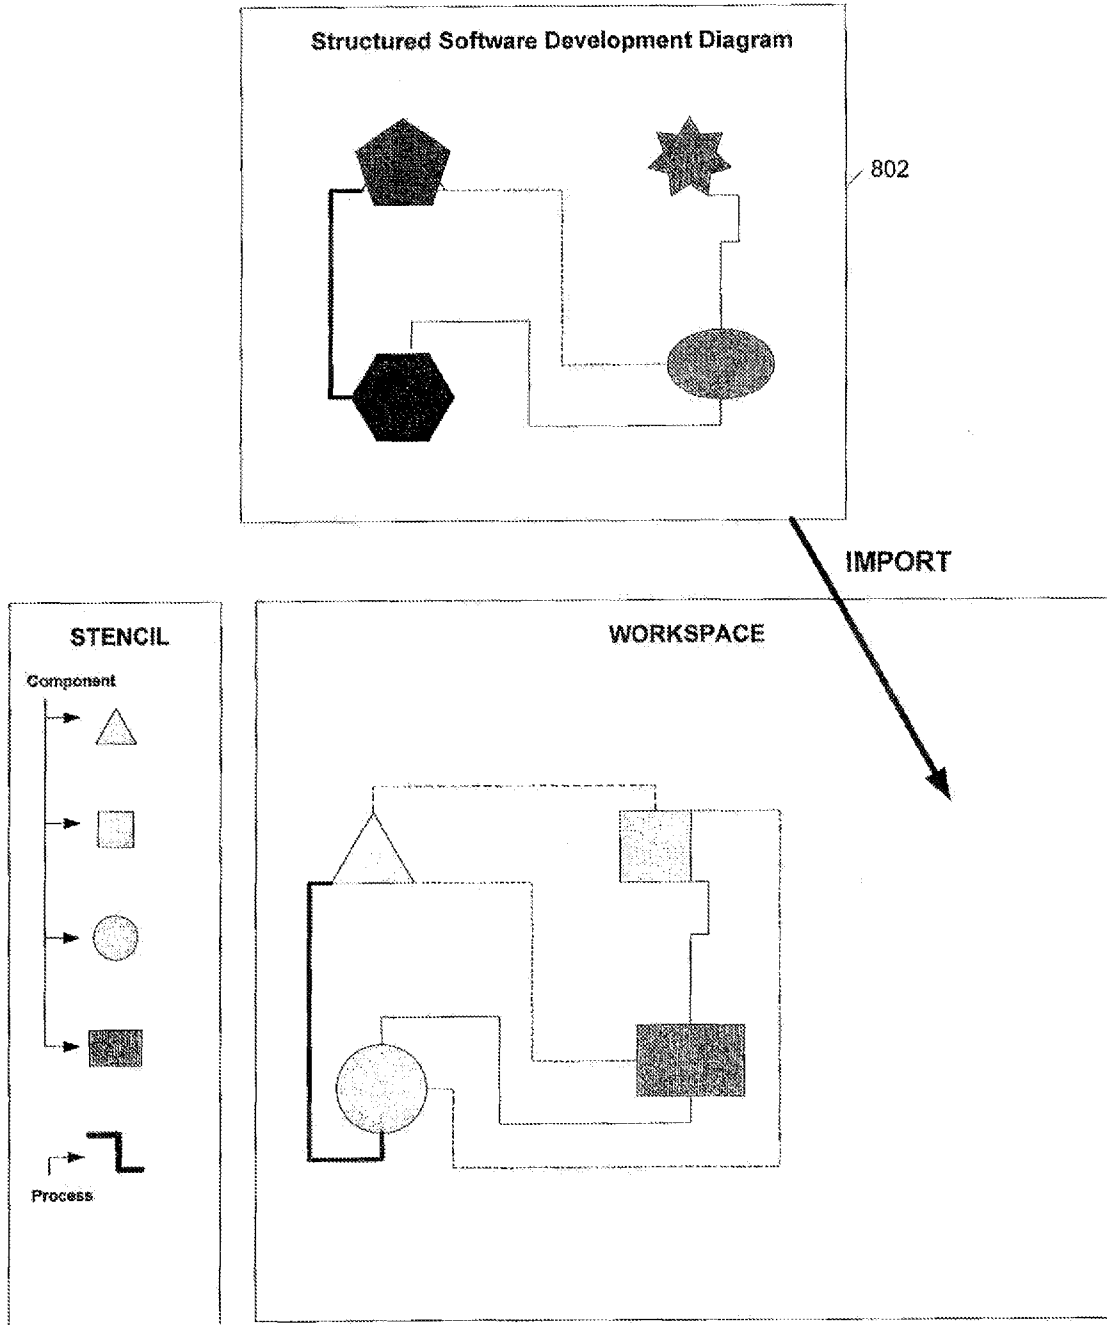 Structured Software Development Diagram
802
IMPORT
STENCIL
Component
Process
WORKSPACE